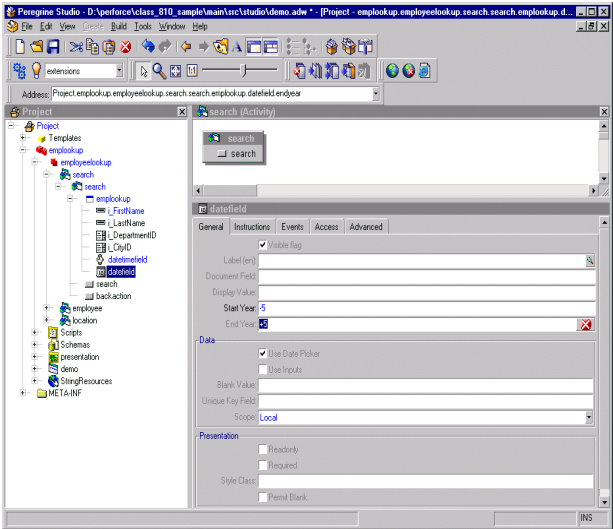 Peregrine Studio - D:\perforce\class_810_sample\main\src\studio\demo.adw * - [Project - emplookup.employeelookup.search.search.emplookup.d...
File Edit View Create Build Tools Window Help
extensions
Address: Project.emplookup.employeelookup.search.search.emplookup.datefield.endyear
Project
Project
Templates
emplookup
employeelookup
search
search
emplookup
i_FirstName
i_LastName
i_DepartmentID
i_CityID
datetimefield
datefield
search
backaction
employee
location
Scripts
Schemas
presentation
demo
StringResources
META-INF
search (Activity)
search
search
datefield
General Instructions Events Access Advanced
Visible flag
Label (en):
Document Field:
Display Value:
Start Year: -5
End Year: +5
Data
Use Date Picker
Use Inputs
Blank Value:
Unique Key Field:
Scope: Local
Presentation
Readonly
Required
Style Class:
Permit Blank
INS